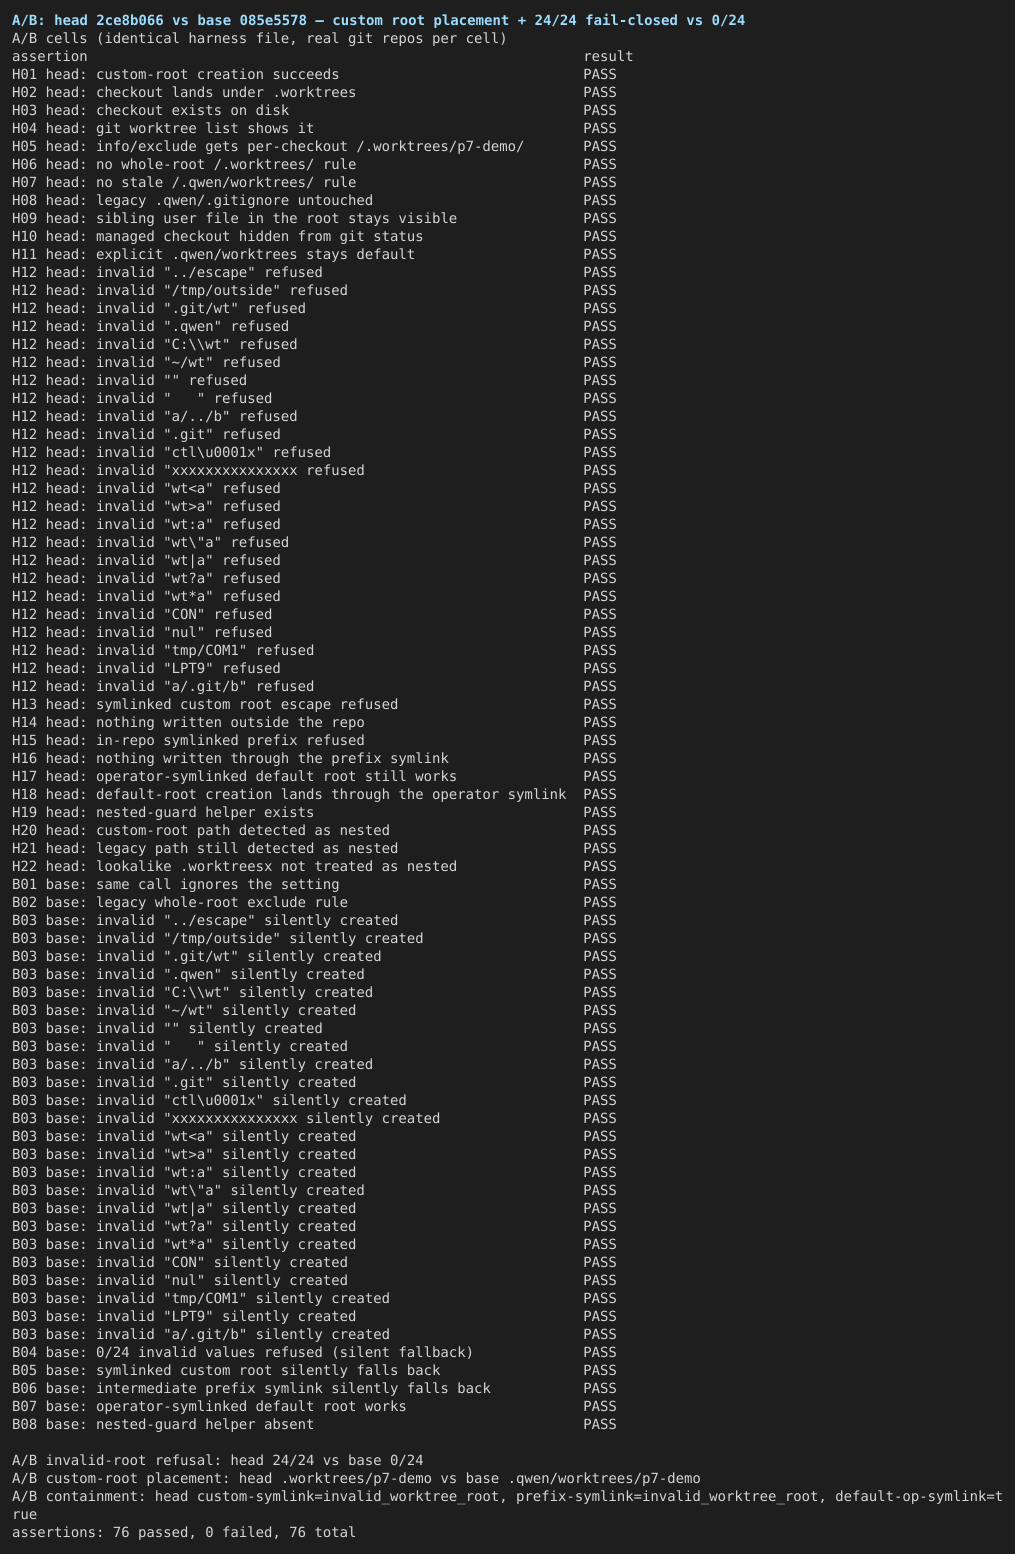 A/B: head 2ce8b066 vs base 085e5578 — custom root placement + 24/24 fail-closed vs 0/24
A/B cells (identical harness file, real git repos per cell)
assertion                                                           result
H01 head: custom-root creation succeeds                             PASS
H02 head: checkout lands under .worktrees                           PASS
H03 head: checkout exists on disk                                   PASS
H04 head: git worktree list shows it                                PASS
H05 head: info/exclude gets per-checkout /.worktrees/p7-demo/       PASS
H06 head: no whole-root /.worktrees/ rule                           PASS
H07 head: no stale /.qwen/worktrees/ rule                           PASS
H08 head: legacy .qwen/.gitignore untouched                         PASS
H09 head: sibling user file in the root stays visible               PASS
H10 head: managed checkout hidden from git status                   PASS
H11 head: explicit .qwen/worktrees stays default                    PASS
H12 head: invalid "../escape" refused                               PASS
H12 head: invalid "/tmp/outside" refused                            PASS
H12 head: invalid ".git/wt" refused                                 PASS
H12 head: invalid ".qwen" refused                                   PASS
H12 head: invalid "C:\\wt" refused                                  PASS
H12 head: invalid "~/wt" refused                                    PASS
H12 head: invalid "" refused                                        PASS
H12 head: invalid "   " refused                                     PASS
H12 head: invalid "a/../b" refused                                  PASS
H12 head: invalid ".git" refused                                    PASS
H12 head: invalid "ctl\u0001x" refused                              PASS
H12 head: invalid "xxxxxxxxxxxxxxx refused                          PASS
H12 head: invalid "wt<a" refused                                    PASS
H12 head: invalid "wt>a" refused                                    PASS
H12 head: invalid "wt:a" refused                                    PASS
H12 head: invalid "wt\"a" refused                                   PASS
H12 head: invalid "wt|a" refused                                    PASS
H12 head: invalid "wt?a" refused                                    PASS
H12 head: invalid "wt*a" refused                                    PASS
H12 head: invalid "CON" refused                                     PASS
H12 head: invalid "nul" refused                                     PASS
H12 head: invalid "tmp/COM1" refused                                PASS
H12 head: invalid "LPT9" refused                                    PASS
H12 head: invalid "a/.git/b" refused                                PASS
H13 head: symlinked custom root escape refused                      PASS
H14 head: nothing written outside the repo                          PASS
H15 head: in-repo symlinked prefix refused                          PASS
H16 head: nothing written through the prefix symlink                PASS
H17 head: operator-symlinked default root still works               PASS
H18 head: default-root creation lands through the operator symlink  PASS
H19 head: nested-guard helper exists                                PASS
H20 head: custom-root path detected as nested                       PASS
H21 head: legacy path still detected as nested                      PASS
H22 head: lookalike .worktreesx not treated as nested               PASS
B01 base: same call ignores the setting                             PASS
B02 base: legacy whole-root exclude rule                            PASS
B03 base: invalid "../escape" silently created                      PASS
B03 base: invalid "/tmp/outside" silently created                   PASS
B03 base: invalid ".git/wt" silently created                        PASS
B03 base: invalid ".qwen" silently created                          PASS
B03 base: invalid "C:\\wt" silently created                         PASS
B03 base: invalid "~/wt" silently created                           PASS
B03 base: invalid "" silently created                               PASS
B03 base: invalid "   " silently created                            PASS
B03 base: invalid "a/../b" silently created                         PASS
B03 base: invalid ".git" silently created                           PASS
B03 base: invalid "ctl\u0001x" silently created                     PASS
B03 base: invalid "xxxxxxxxxxxxxxx silently created                 PASS
B03 base: invalid "wt<a" silently created                           PASS
B03 base: invalid "wt>a" silently created                           PASS
B03 base: invalid "wt:a" silently created                           PASS
B03 base: invalid "wt\"a" silently created                          PASS
B03 base: invalid "wt|a" silently created                           PASS
B03 base: invalid "wt?a" silently created                           PASS
B03 base: invalid "wt*a" silently created                           PASS
B03 base: invalid "CON" silently created                            PASS
B03 base: invalid "nul" silently created                            PASS
B03 base: invalid "tmp/COM1" silently created                       PASS
B03 base: invalid "LPT9" silently created                           PASS
B03 base: invalid "a/.git/b" silently created                       PASS
B04 base: 0/24 invalid values refused (silent fallback)             PASS
B05 base: symlinked custom root silently falls back                 PASS
B06 base: intermediate prefix symlink silently falls back           PASS
B07 base: operator-symlinked default root works                     PASS
B08 base: nested-guard helper absent                                PASS

A/B invalid-root refusal: head 24/24 vs base 0/24
A/B custom-root placement: head .worktrees/p7-demo vs base .qwen/worktrees/p7-demo
A/B containment: head custom-symlink=invalid_worktree_root, prefix-symlink=invalid_worktree_root, default-op-symlink=t
rue
assertions: 76 passed, 0 failed, 76 total